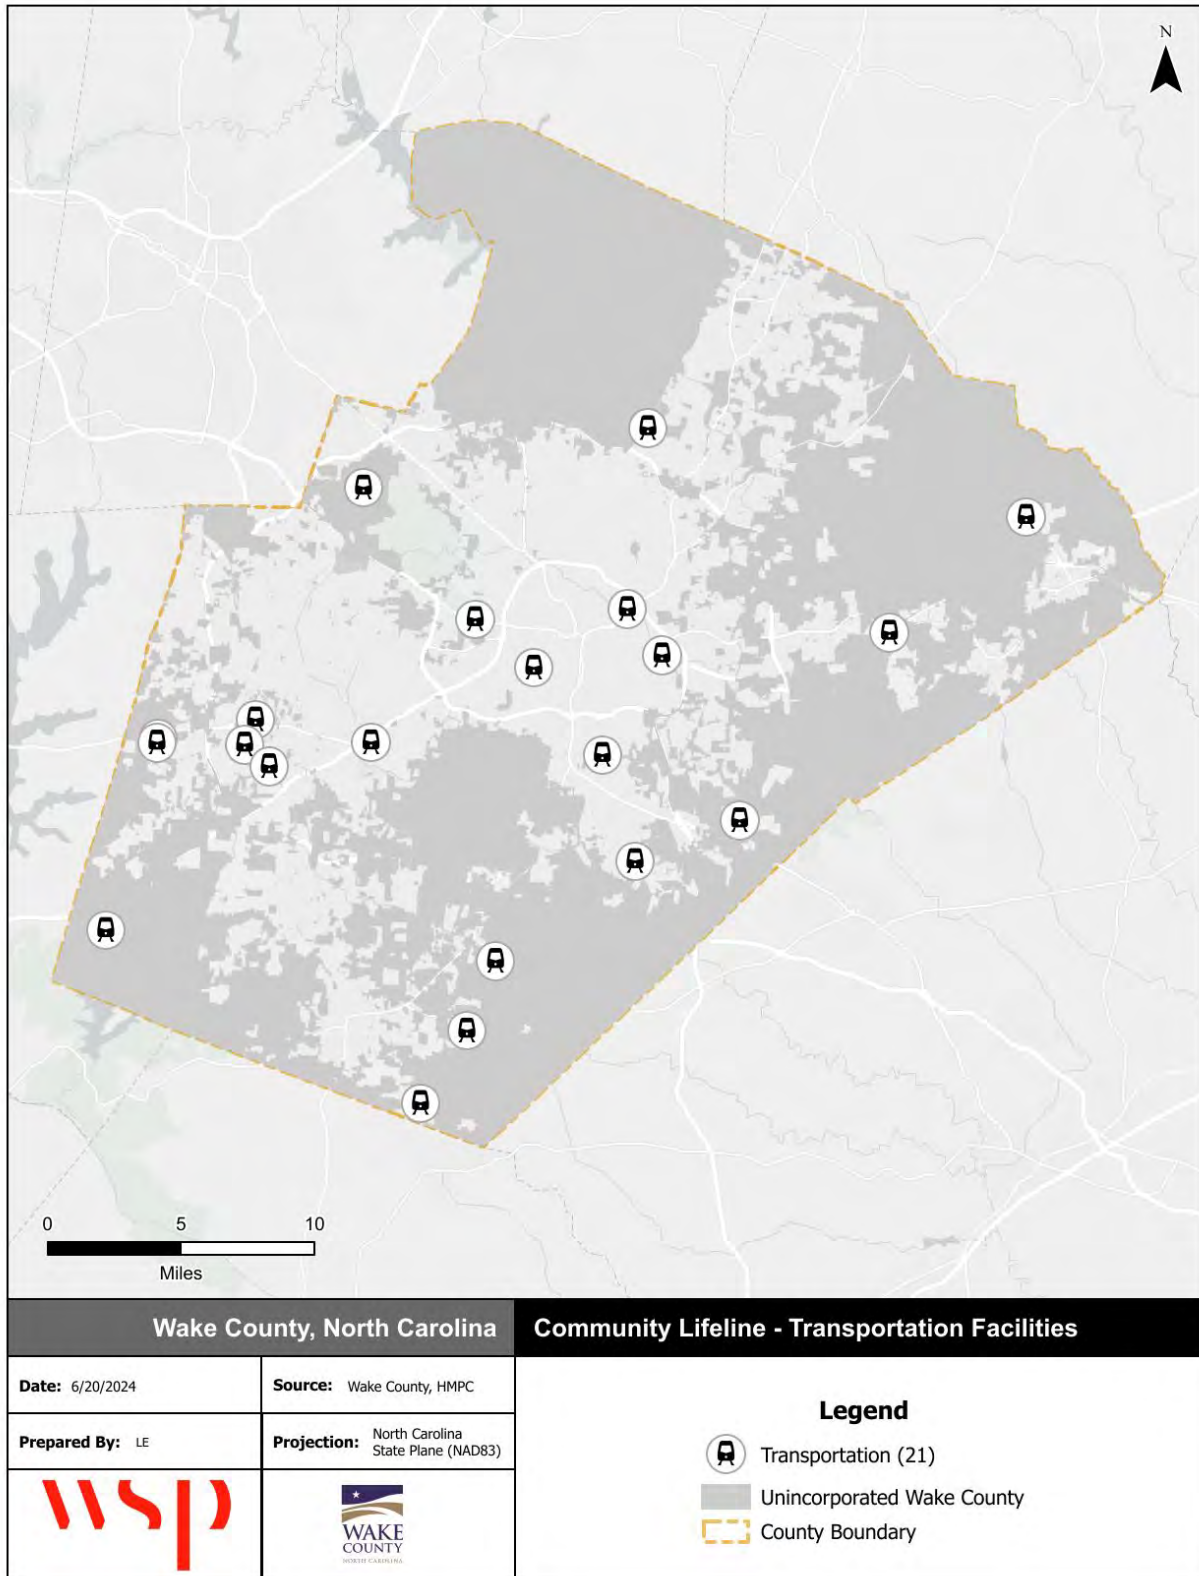 N
0 5 10
Miles
Wake County, North Carolina
Community Lifeline - Transportation Facilities
Date: 6/20/2024
Source: Wake County, HMPC
Prepared By: LE
Projection: North Carolina
State Plane (NAD83)
wsp
WAKE
COUNTY
NORTH CAROLINA
Legend
Transportation (21)
Unincorporated Wake County
County Boundary